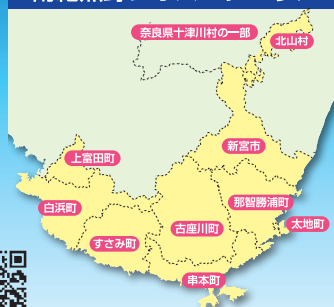 奈良県十津川村の一部
北山村
新宮市
上富田町
那智勝浦町
白浜町
太地町
古座川町
すさみ町
串本町